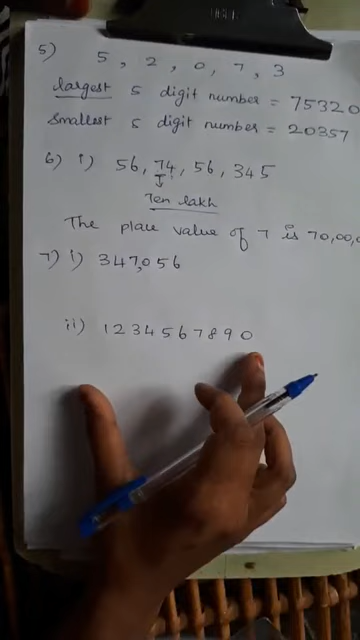 5) 5, 2, 0, 7, 3
largest 5 digit number = 75320
Smallest 5 digit number = 20357
6) i) 56, 74, 56, 345
Ten lakh
The place value of 7 is 70,00,0
7) i) 347,056
ii) 1234567890